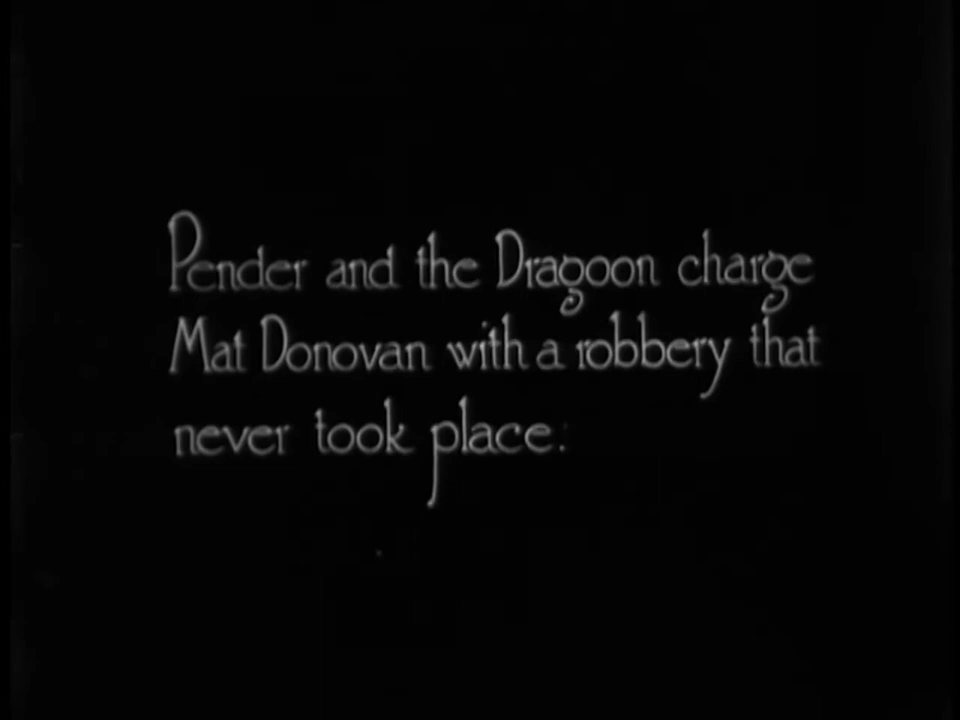 Pender and the Dragoon charge
Mat Donovan with a robbery that
never took place.